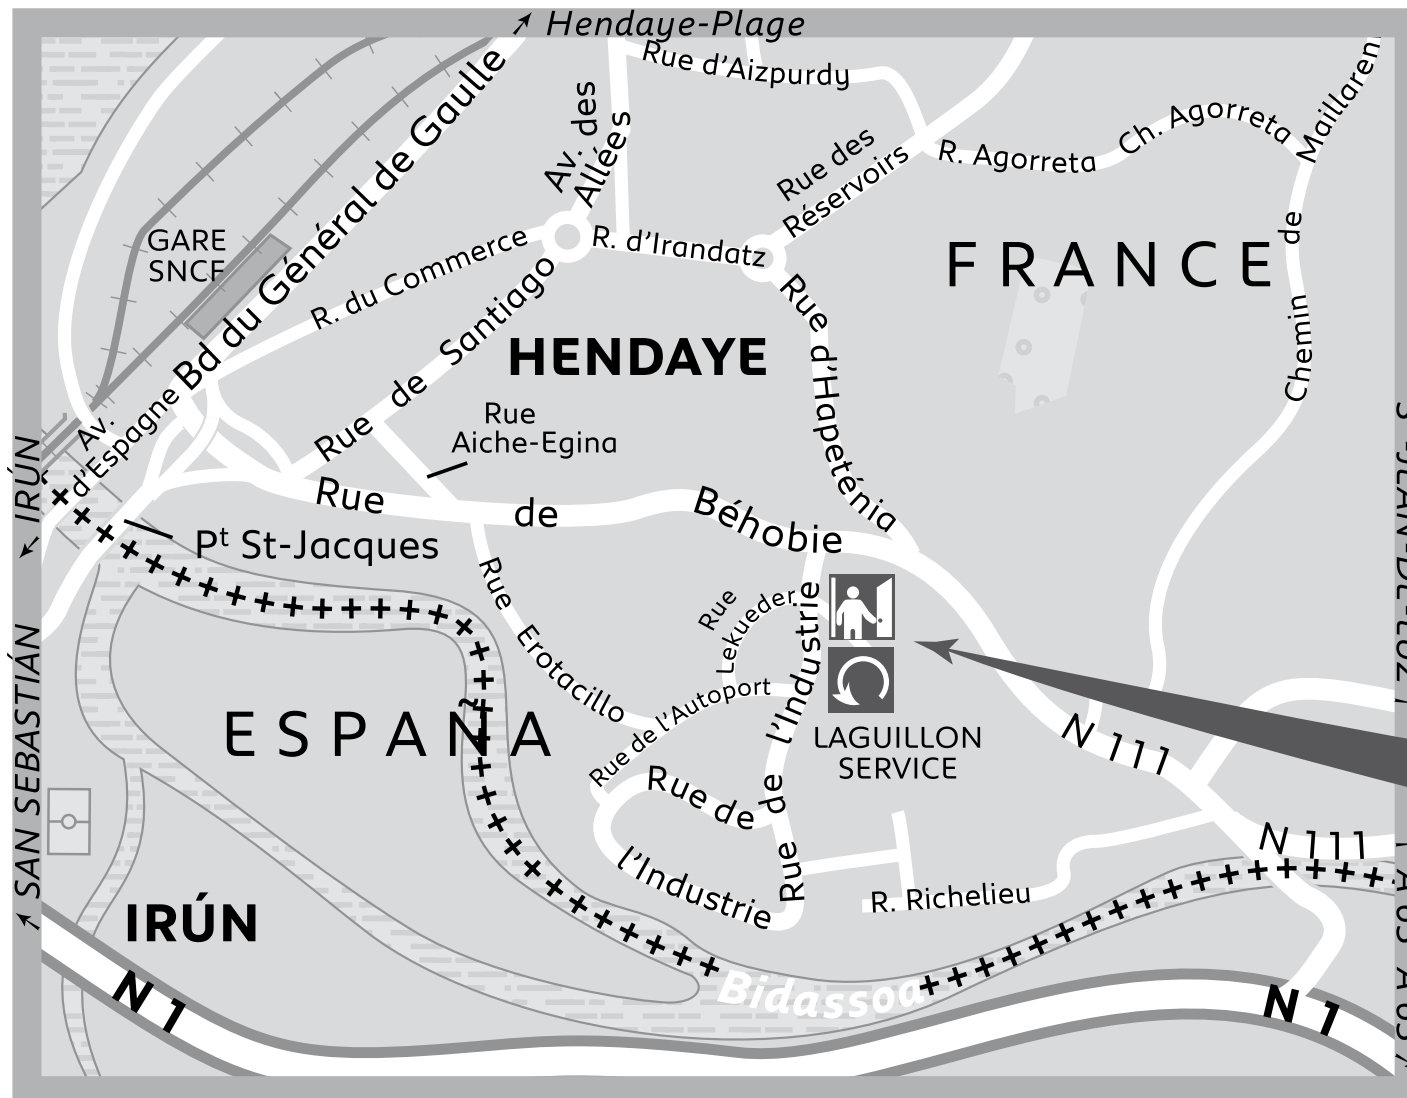 Hendaye-Plage
Rue d'Aizpurdy
Av. des
Allées
Rue des
Réservoirs
R. Agorreta
Ch. Agorreta
Chemin de
GARE
SNCF
Bd du Général de Gaulle
R. du Commerce
R. d'Irandatz
FRANCE
Rue de Santiago
HENDAYE
Rue d'Hapeténia
Av.
d'Espagne
Rue
Aiche-Egina
IRÚN
Rue de Béhobie
Pt St-Jacques
Rue Erotacillo
Rue
Lekueder
Rue de l'Industrie
Rue de l'Autoport
LAGUILLON
SERVICE
ESPAÑA
SAN SEBASTIÁN
N 111
Rue de
l'Industrie
N 111
R. Richelieu
IRÚN
Bidassoa
N 1
N 1